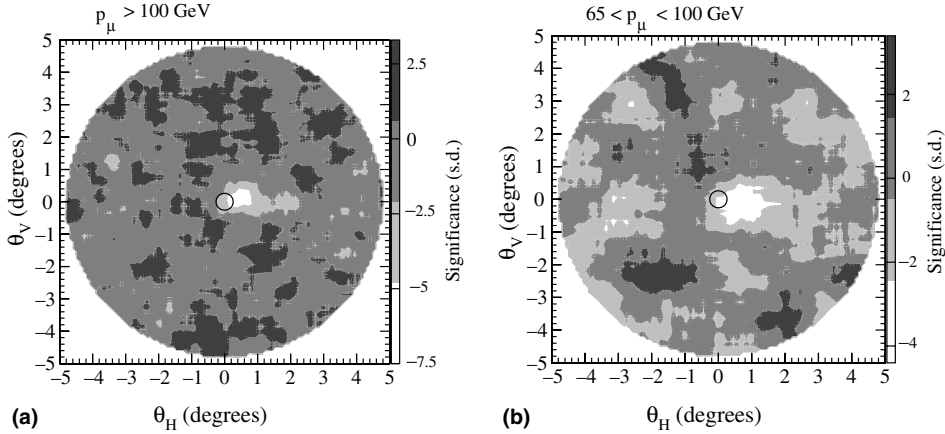 p_μ > 100 GeV
5
4
3
2
1
0
−1
−2
−3
−4
−5
−5 −4 −3 −2 −1 0 1 2 3 4 5
θ_V (degrees)
θ_H (degrees)
2.5
0
−2.5
−5
−7.5
Significance (s.d.)
(a)
65 < p_μ < 100 GeV
5
4
3
2
1
0
−1
−2
−3
−4
−5
−5 −4 −3 −2 −1 0 1 2 3 4 5
θ_V (degrees)
θ_H (degrees)
2
0
−2
−4
Significance (s.d.)
(b)